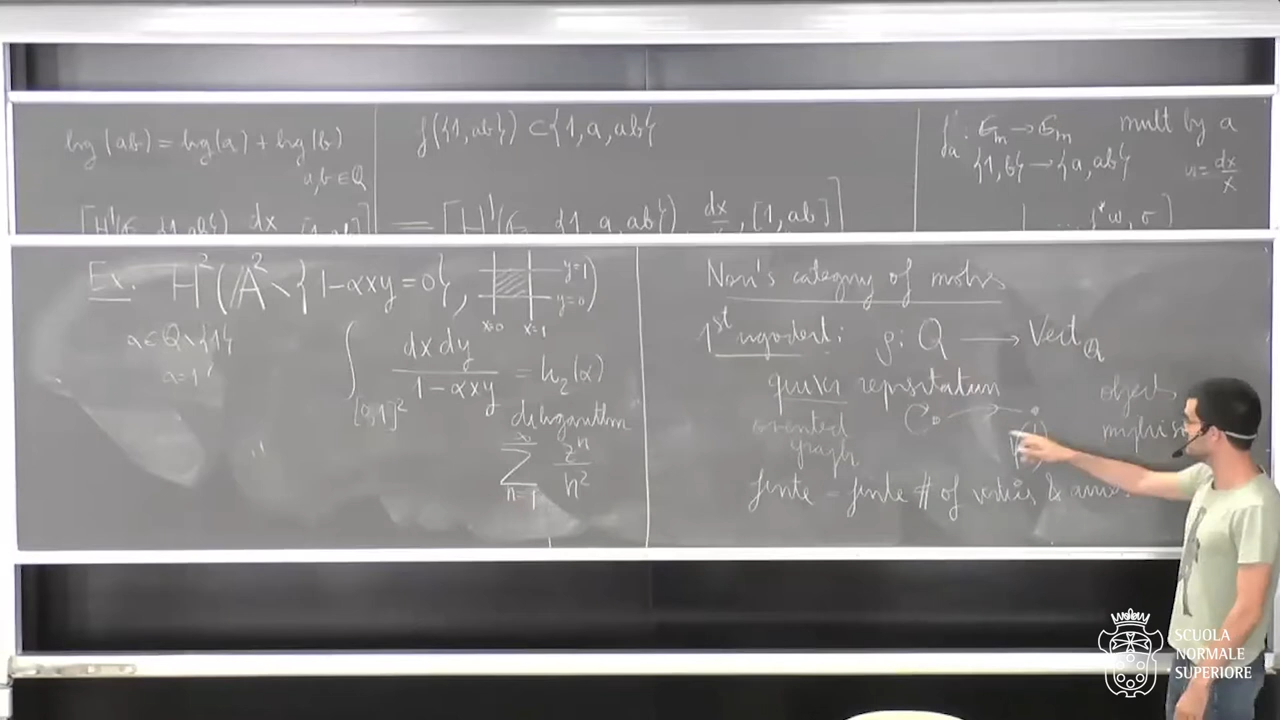 log(ab) = log(a) + log(b)
a, b ∈ Q
f({1, ab}) ⊂ {1, a, ab}
= [H¹(G_m, {1, a, ab}), dx/x, [1, ab]]
f_a : G_m → G_m mult by a
{1, b} → {a, ab}
w = dx/x
f*w, σ]
Ex. H²(A² \ {1-αxy=0}, y=1
y=0)
x=0 x=1
α ∈ Q \ {1}
α = 1
∫_{[0,1]²} dx dy / (1-αxy) = Li₂(α)
dilogarithm
∑_{n=1}^{∞} zⁿ/n²
Nori's category of motives
1st ingredient: ρ: Q → Vect_Q
quiver representation
oriented graph
objects
finite = finite # of vertices &
SCUOLA
NORMALE
SUPERIORE